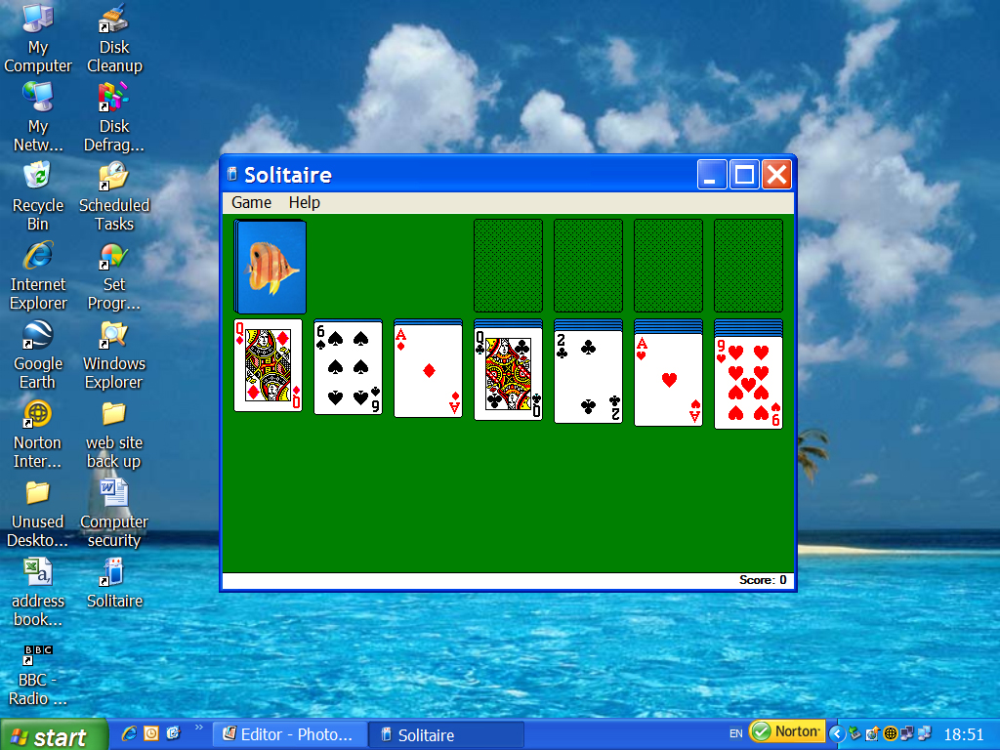 My
Computer
Disk
Cleanup
My
Netw...
Disk
Defrag...
Recycle
Bin
Scheduled
Tasks
Internet
Explorer
Set
Progr...
Google
Earth
Windows
Explorer
Norton
Inter...
web site
back up
Unused
Deskto...
Computer
security
address
book...
Solitaire
BBC
BBC -
Radio ...
Solitaire
Game Help
Q
Q
6
6
A
A
Q
Q
2
2
A
A
9
9
Score: 0
start
Editor - Photo...
Solitaire
EN
Norton
18:51